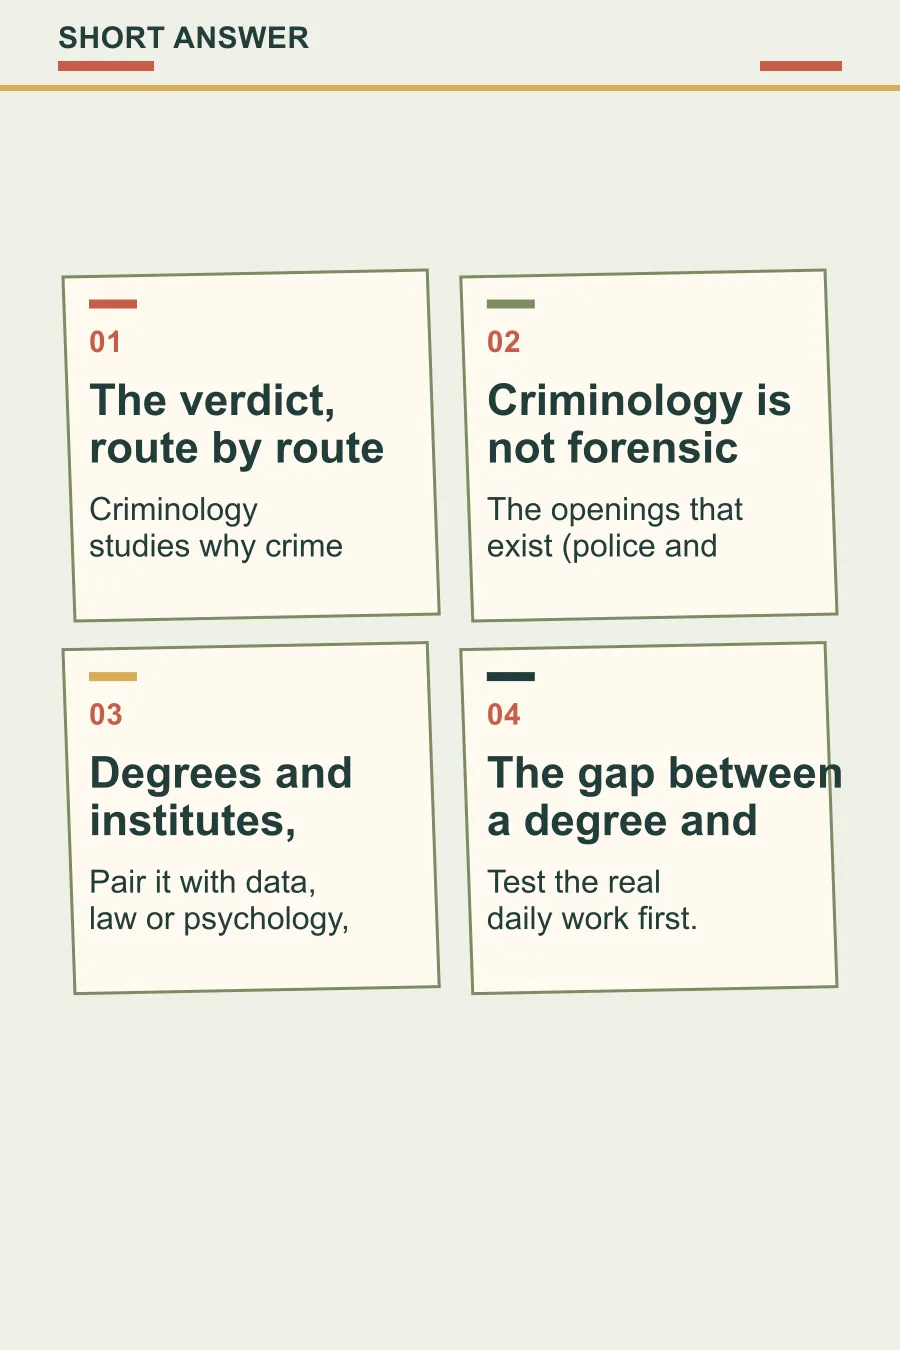 SHORT ANSWER
01
The verdict,
route by route
Criminology
studies why crime
02
Criminology is
not forensic
The openings that
exist (police and
03
Degrees and
institutes,
Pair it with data,
law or psychology,
04
The gap between
a degree and
Test the real
daily work first.